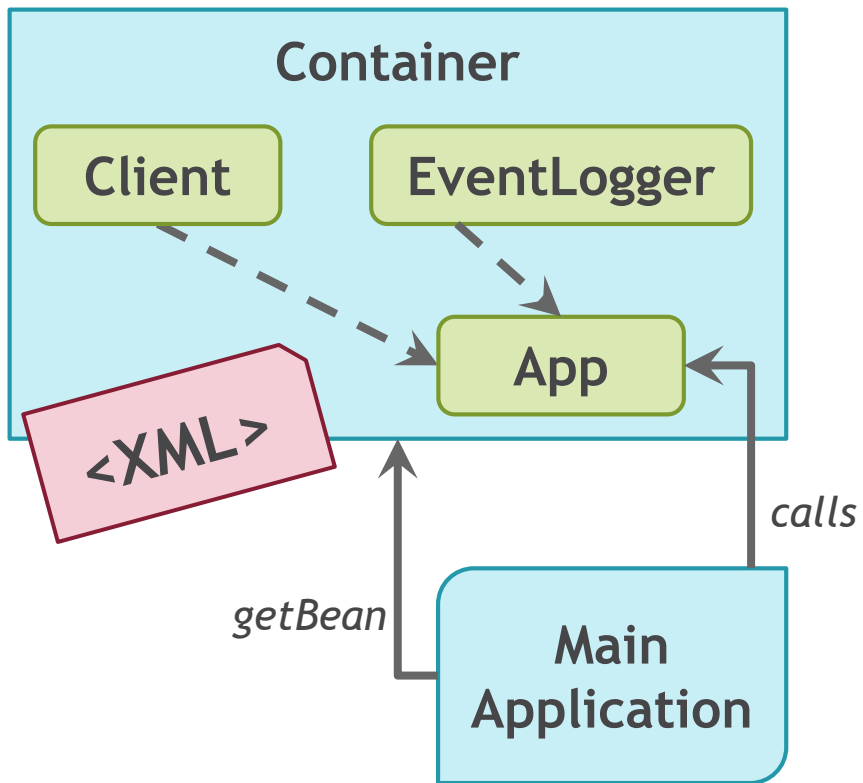 Container
Client
EventLogger
App
<XML>
calls
getBean
Main
Application